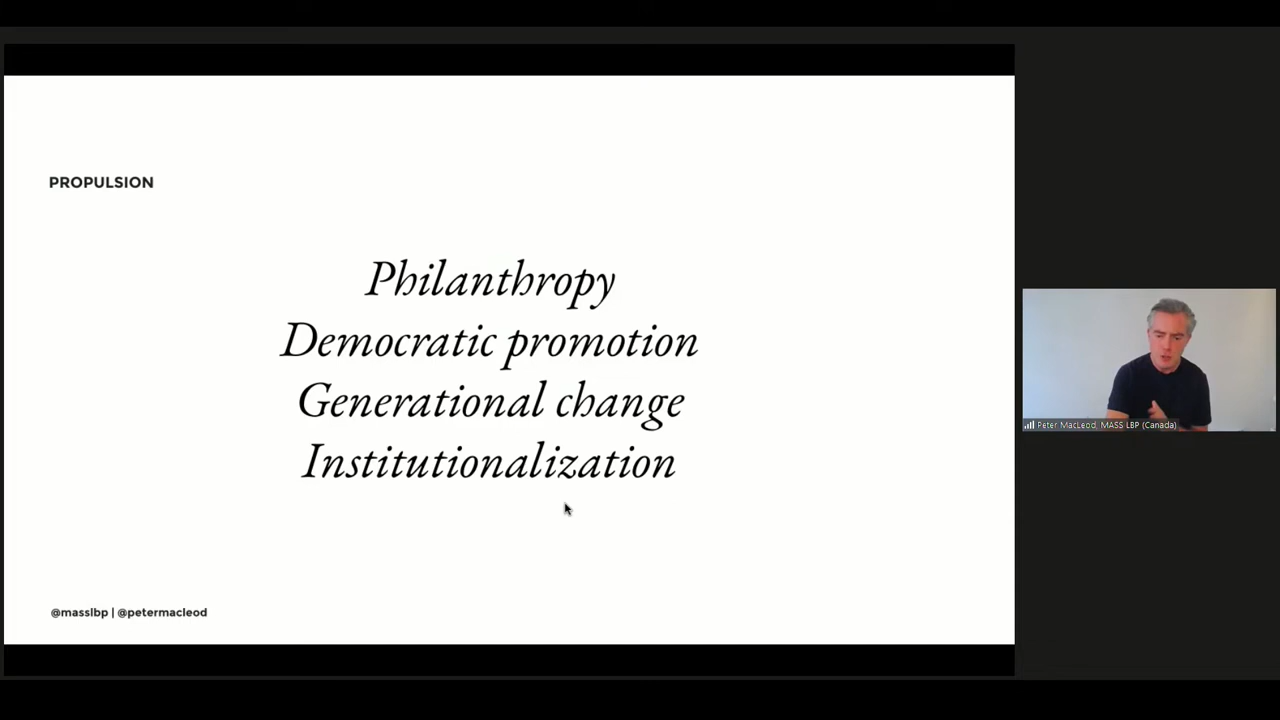 PROPULSION
Philanthropy
Democratic promotion
Generational change
Institutionalization
@masslbp | @petermacleod
Peter MacLeod, MASS LBP (Canada)